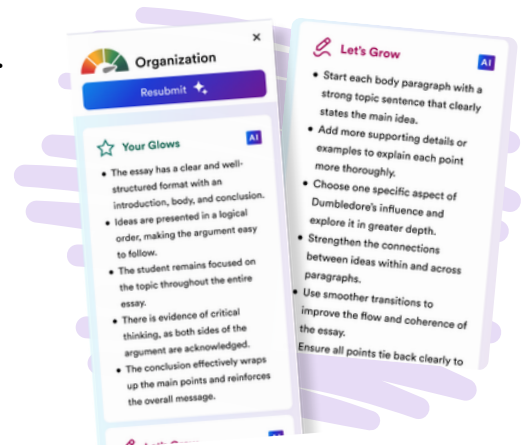 Organization
×
Resubmit
Your Glows
AI
• The essay has a clear and well-
structured format with an
introduction, body, and conclusion.
• Ideas are presented in a logical
order, making the argument easy
to follow.
• The student remains focused on
the topic throughout the entire
essay.
• There is evidence of critical
thinking, as both sides of the
argument are acknowledged.
• The conclusion effectively wraps
up the main points and reinforces
the overall message.
Let's Grow
AI
• Start each body paragraph with a
strong topic sentence that clearly
states the main idea.
• Add more supporting details or
examples to explain each point
more thoroughly.
• Choose one specific aspect of
Dumbledore's influence and
explore it in greater depth.
• Strengthen the connections
between ideas within and across
paragraphs.
• Use smoother transitions to
improve the flow and coherence of
the essay.
Ensure all points tie back clearly to